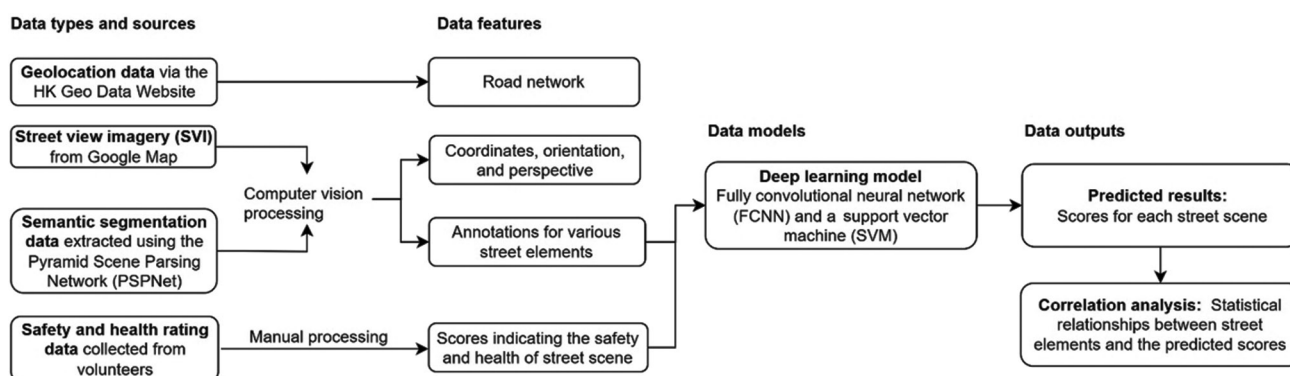 Data types and sources
Data features
Geolocation data via the
HK Geo Data Website
Road network
Street view imagery (SVI)
from Google Map
Computer vision
processing
Coordinates, orientation,
and perspective
Semantic segmentation
data extracted using the
Pyramid Scene Parsing
Network (PSPNet)
Annotations for various
street elements
Safety and health rating
data collected from
volunteers
Manual processing
Scores indicating the safety
and health of street scene
Data models
Deep learning model
Fully convolutional neural network
(FCNN) and a support vector
machine (SVM)
Data outputs
Predicted results:
Scores for each street scene
Correlation analysis: Statistical
relationships between street
elements and the predicted scores